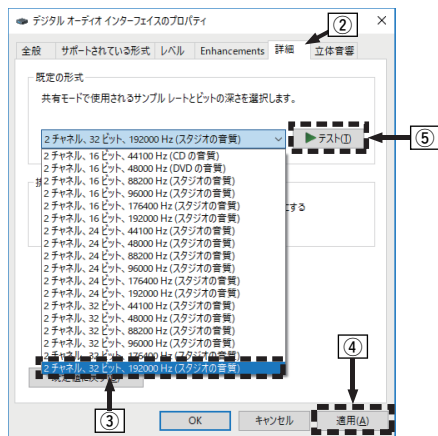 デジタル オーディオ インターフェイスのプロパティ
②
全般 サポートされている形式 レベル Enhancements 詳細 立体音響
既定の形式
共有モードで使用されるサンプル レートとビットの深さを選択します。
2 チャネル、32 ビット、192000 Hz (スタジオの音質)
▶テスト(T)
⑤
2 チャネル、16 ビット、44100 Hz (CD の音質)
2 チャネル、16 ビット、48000 Hz (DVD の音質)
2 チャネル、16 ビット、88200 Hz (スタジオの音質)
2 チャネル、16 ビット、96000 Hz (スタジオの音質)
2 チャネル、16 ビット、176400 Hz (スタジオの音質)
2 チャネル、16 ビット、192000 Hz (スタジオの音質)
2 チャネル、24 ビット、44100 Hz (スタジオの音質)
2 チャネル、24 ビット、48000 Hz (スタジオの音質)
2 チャネル、24 ビット、88200 Hz (スタジオの音質)
2 チャネル、24 ビット、96000 Hz (スタジオの音質)
2 チャネル、24 ビット、176400 Hz (スタジオの音質)
2 チャネル、24 ビット、192000 Hz (スタジオの音質)
2 チャネル、32 ビット、44100 Hz (スタジオの音質)
2 チャネル、32 ビット、48000 Hz (スタジオの音質)
2 チャネル、32 ビット、88200 Hz (スタジオの音質)
2 チャネル、32 ビット、96000 Hz (スタジオの音質)
2 チャネル、32 ビット、176400 Hz (スタジオの音質)
2 チャネル、32 ビット、192000 Hz (スタジオの音質)
する
④
③
OK キャンセル 適用(A)